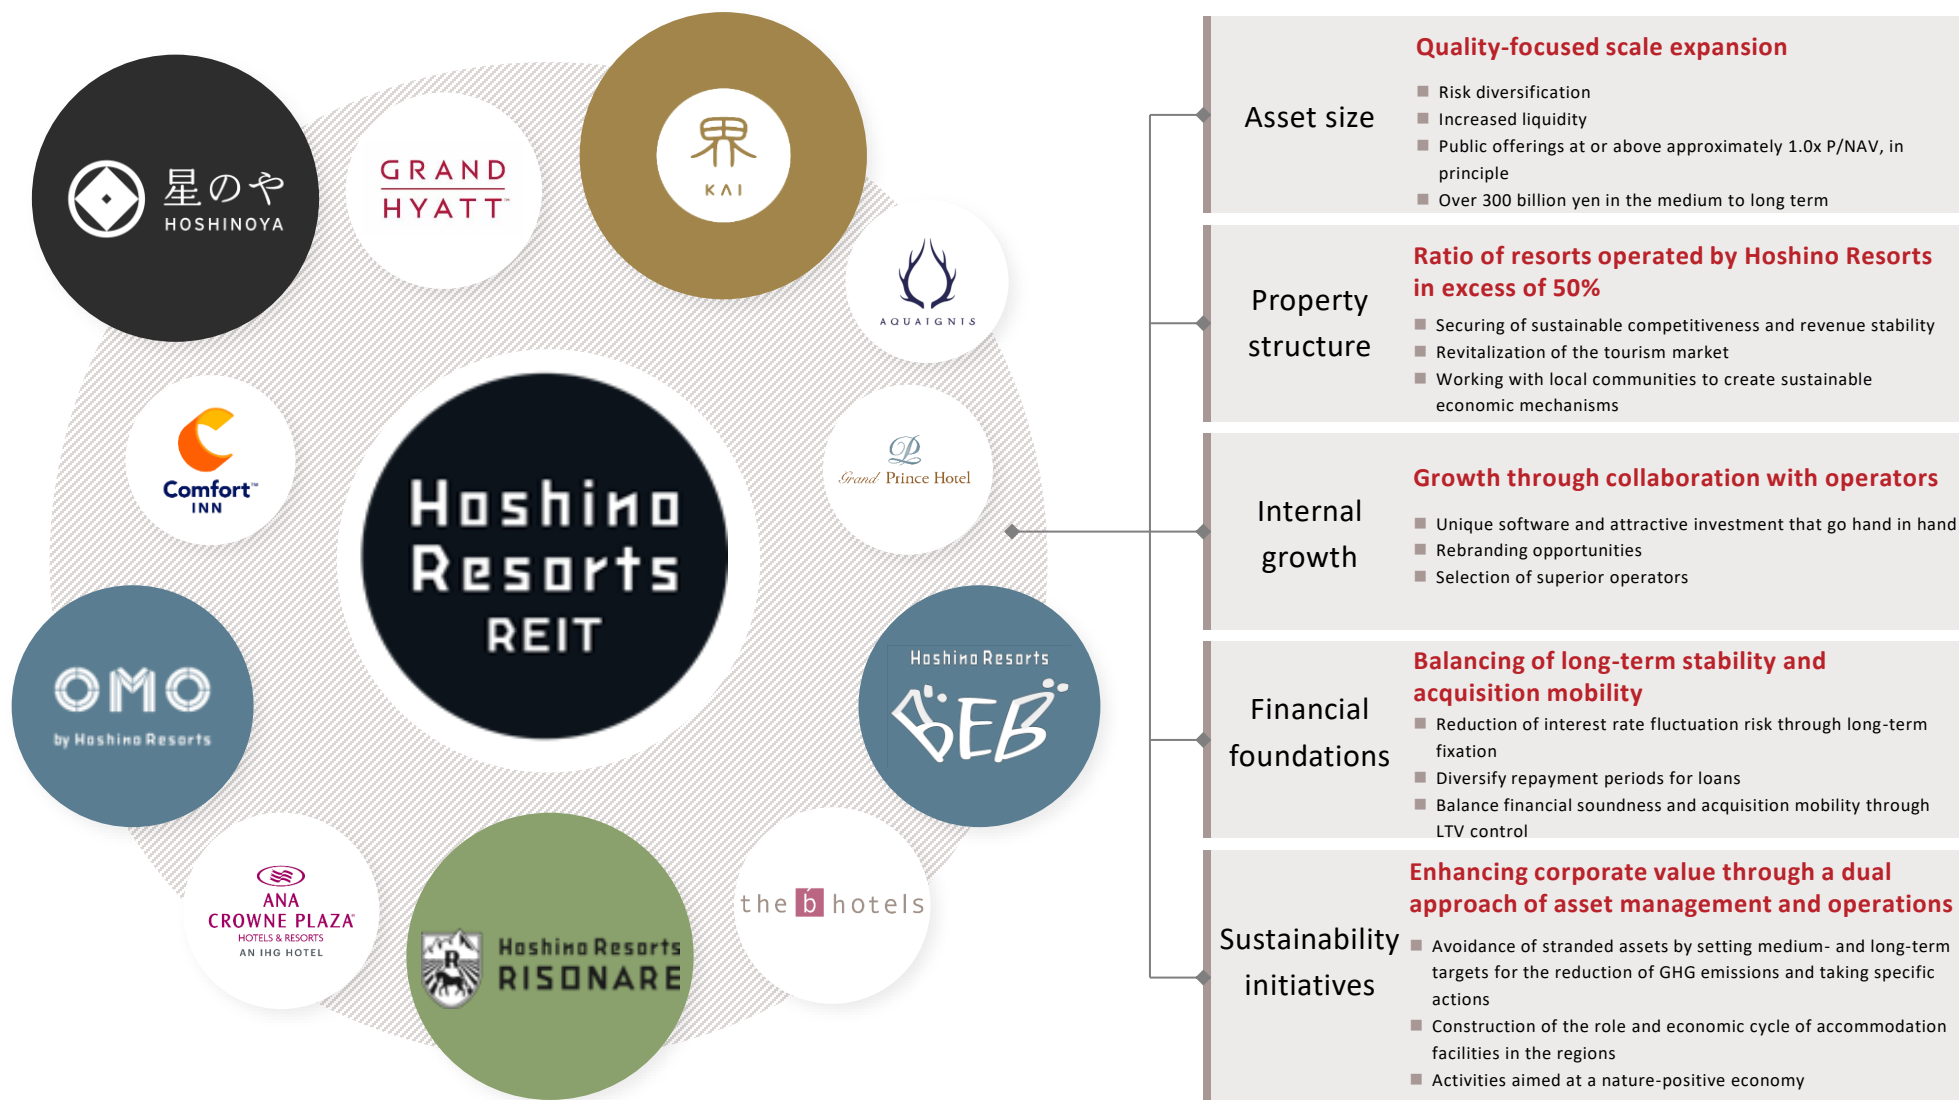 星のや
HOSHINOYA
GRAND
HYATT™
界
KAI
AQUAIGNIS
Comfort™
INN
Hoshino
Resorts
REIT
Grand Prince Hotel
OMO
by Hoshino Resorts
Hoshino Resorts
BEB
ANA
CROWNE PLAZA®
HOTELS & RESORTS
AN IHG HOTEL
R
Hoshino Resorts
RISONARE
the b hotels
Asset size
Quality-focused scale expansion
Risk diversification
Increased liquidity
Public offerings at or above approximately 1.0x P/NAV, in
principle
Over 300 billion yen in the medium to long term
Property
structure
Ratio of resorts operated by Hoshino Resorts
in excess of 50%
Securing of sustainable competitiveness and revenue stability
Revitalization of the tourism market
Working with local communities to create sustainable
economic mechanisms
Internal
growth
Growth through collaboration with operators
Unique software and attractive investment that go hand in hand
Rebranding opportunities
Selection of superior operators
Financial
foundations
Balancing of long-term stability and
acquisition mobility
Reduction of interest rate fluctuation risk through long-term
fixation
Diversify repayment periods for loans
Balance financial soundness and acquisition mobility through
LTV control
Sustainability
initiatives
Enhancing corporate value through a dual
approach of asset management and operations
Avoidance of stranded assets by setting medium- and long-term
targets for the reduction of GHG emissions and taking specific
actions
Construction of the role and economic cycle of accommodation
facilities in the regions
Activities aimed at a nature-positive economy